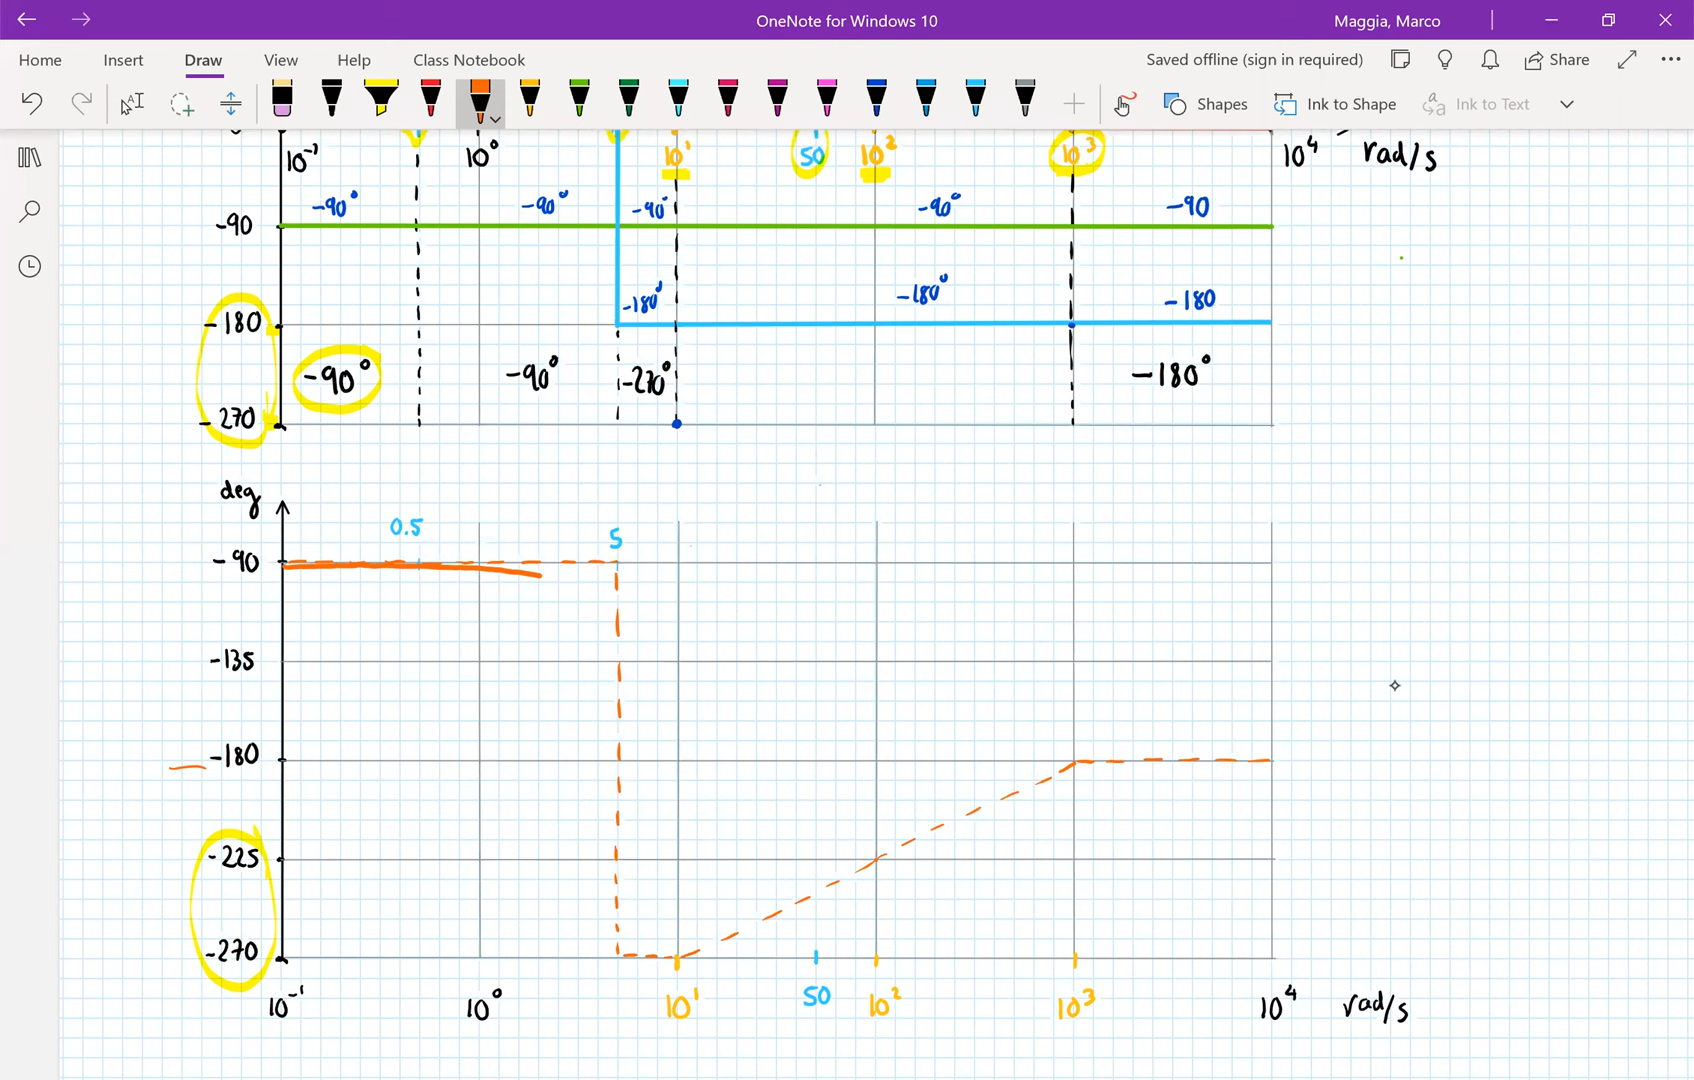 OneNote for Windows 10
Maggia, Marco
Home Insert Draw View Help Class Notebook
Saved offline (sign in required) Share
Shapes Ink to Shape Ink to Text
10⁻¹ 10⁰ 10¹ 50 10² 10³ 10⁴ rad/s
-90° -90° -90° -90° -90
-90
-180° -180° -180
-180
-90° -90° -270° -180°
-270
deg
0.5 5
-90
-135
-180
-225
-270
10⁻¹ 10⁰ 10¹ 50 10² 10³ 10⁴ rad/s